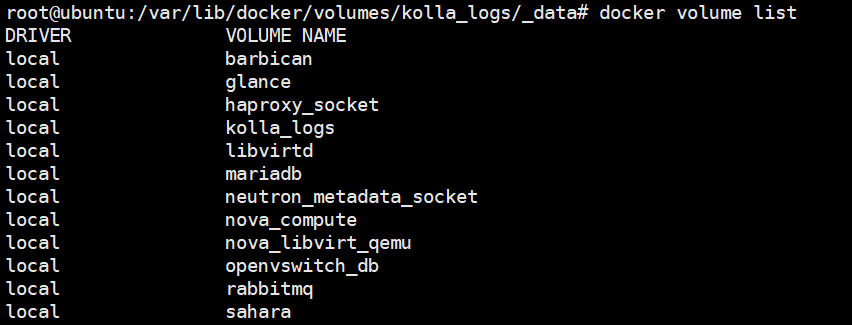 root@ubuntu:/var/lib/docker/volumes/kolla_logs/_data# docker volume list
DRIVER VOLUME NAME
local barbican
local glance
local haproxy_socket
local kolla_logs
local libvirtd
local mariadb
local neutron_metadata_socket
local nova_compute
local nova_libvirt_qemu
local openvswitch_db
local rabbitmq
local sahara